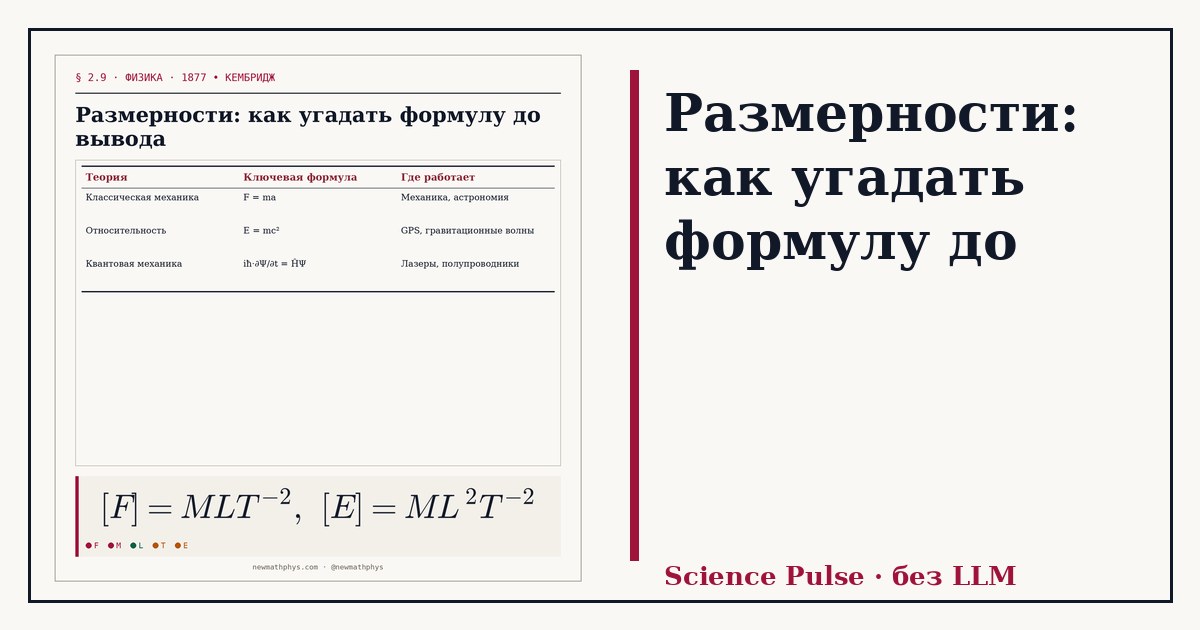 § 2.9 · ФИЗИКА · 1877 • КЕМБРИДЖ
Размерности: как угадать формулу до
вывода
Теория Ключевая формула Где работает
Классическая механика F = ma Механика, астрономия
Относительность E = mc² GPS, гравитационные волны
Квантовая механика iħ·∂Ψ/∂t = ĤΨ Лазеры, полупроводники
[F] = MLT⁻², [E] = ML²T⁻²
F M L T E
newmathphys.com · @newmathphys
Размерности:
как угадать
формулу до
Science Pulse · без LLM